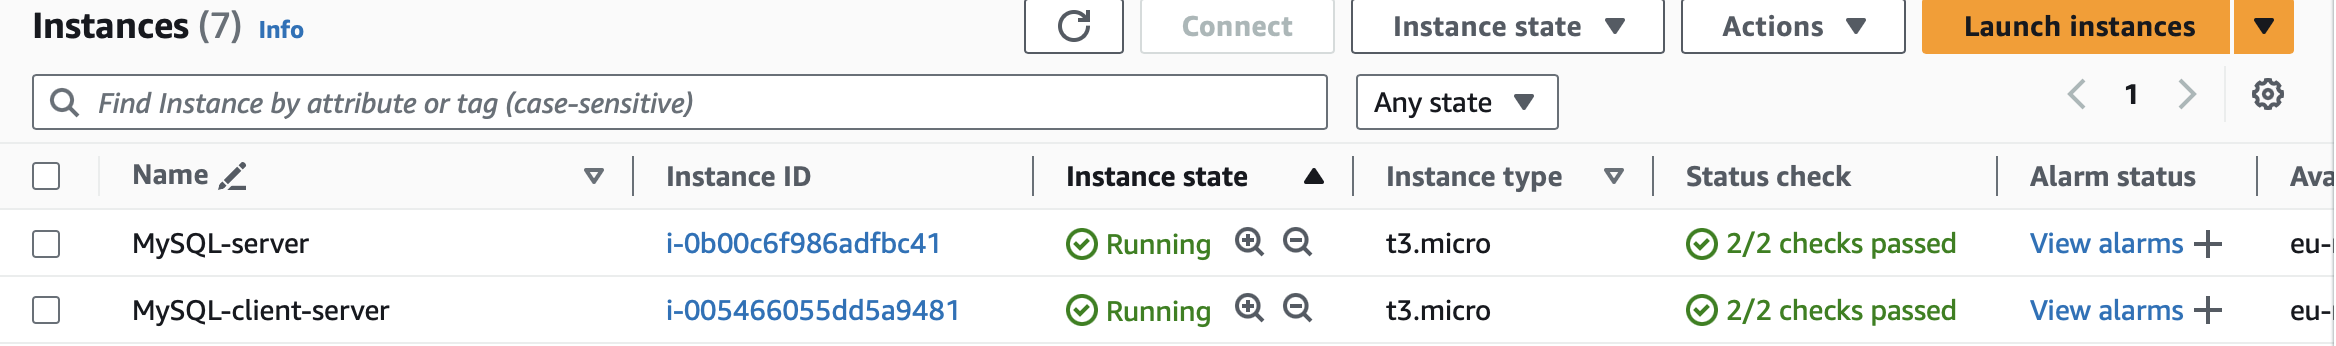 Instances (7) Info Connect Instance state Actions Launch instances
Find Instance by attribute or tag (case-sensitive) Any state 1
Name Instance ID Instance state Instance type Status check Alarm status Ava
MySQL-server i-0b00c6f986adfbc41 Running t3.micro 2/2 checks passed View alarms eu-
MySQL-client-server i-005466055dd5a9481 Running t3.micro 2/2 checks passed View alarms eu-